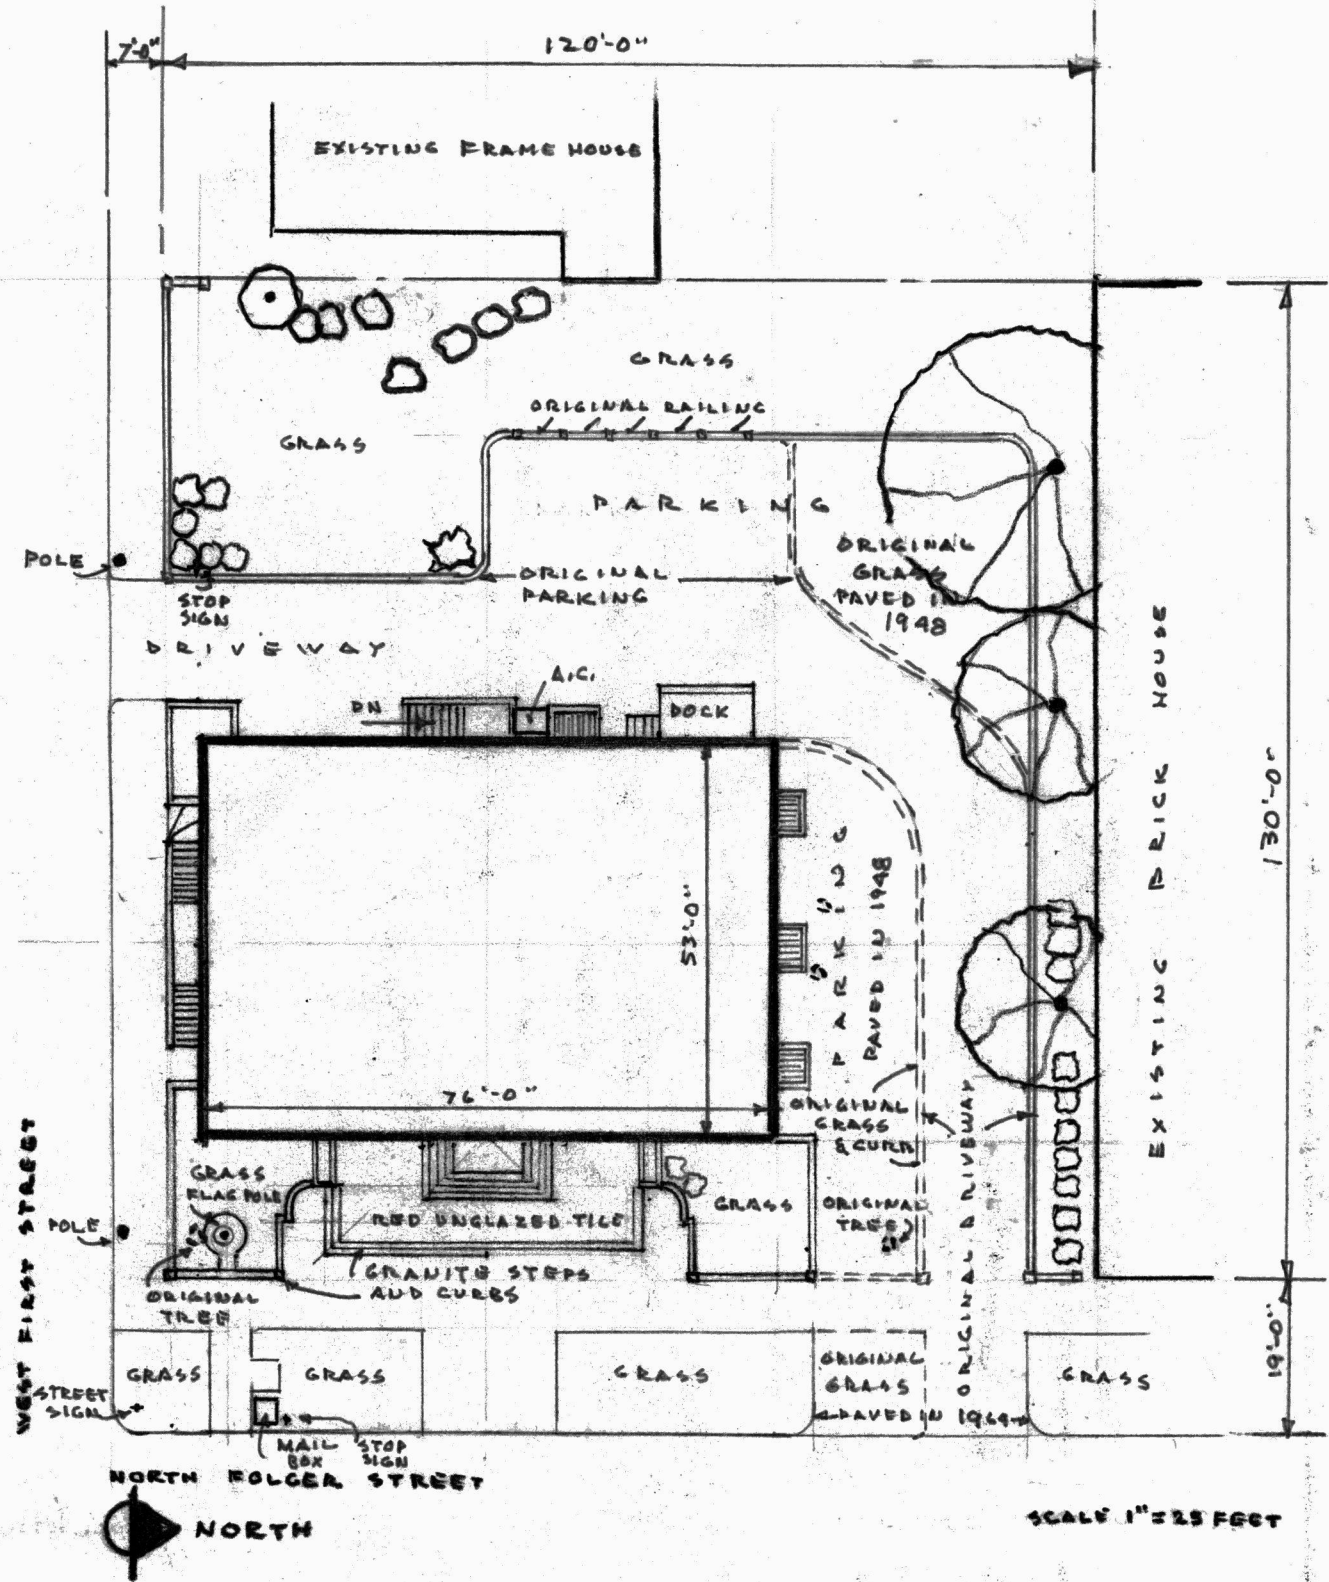 7'-0"
120'-0"
EXISTING FRAME HOUSE
GRASS
ORIGINAL RAILING
GRASS
PARKING
ORIGINAL
GRASS
PAVED IN
1948
POLE
ORIGINAL
PARKING
STOP
SIGN
DRIVEWAY
A.C.
DN
DOCK
EXISTING BRICK HOUSE
130'-0"
53'-0"
PARKING
PAVED IN 1948
76'-0"
ORIGINAL
GRASS
& CURB
ORIGINAL DRIVEWAY
WEST FIRST STREET
GRASS
FLAG POLE
POLE
RED UNGLAZED TILE
GRASS
ORIGINAL
TREE
GRANITE STEPS
AND CURBS
ORIGINAL
TREE
19'-0"
GRASS
GRASS
GRASS
ORIGINAL
GRASS
PAVED IN 1964
GRASS
STREET
SIGN
MAIL
BOX
STOP
SIGN
NORTH FOLGER STREET
NORTH
SCALE 1" = 25 FEET